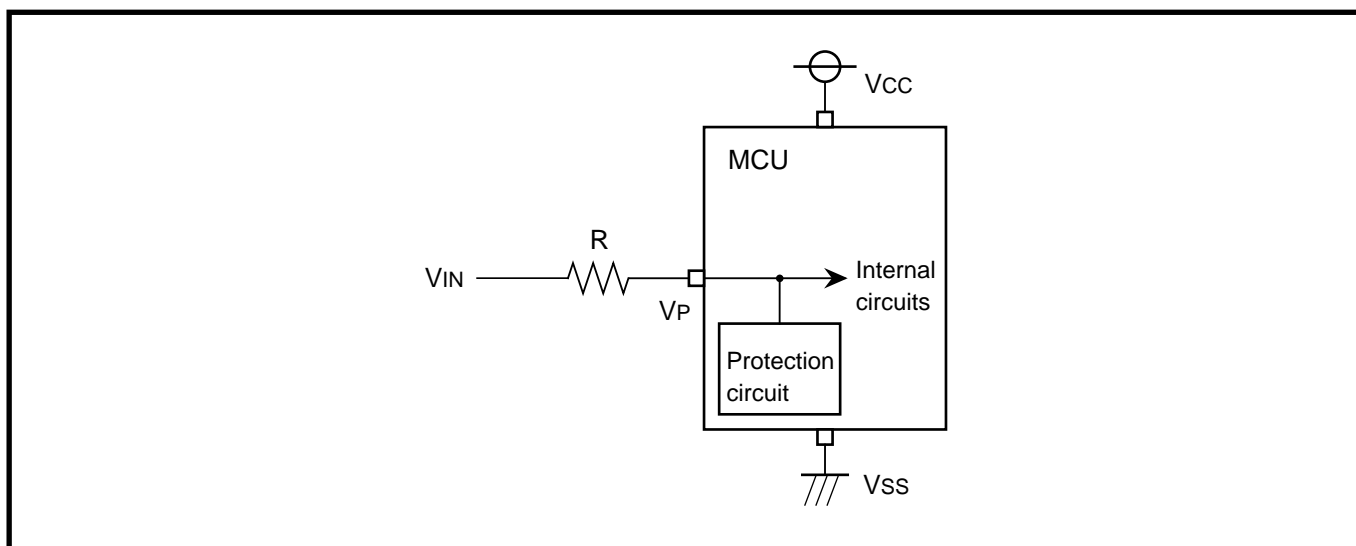 VCC
MCU
R
VIN
VP
Internal
circuits
Protection
circuit
VSS